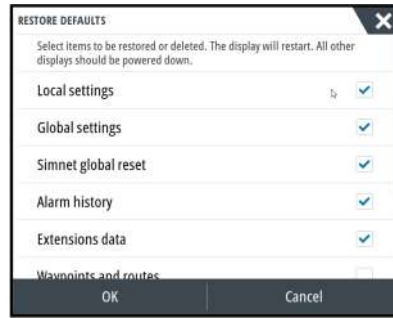 RESTORE DEFAULTS
Select items to be restored or deleted. The display will restart. All other
displays should be powered down.
Local settings
Global settings
Simnet global reset
Alarm history
Extensions data
Waypoints and routes
OK
Cancel